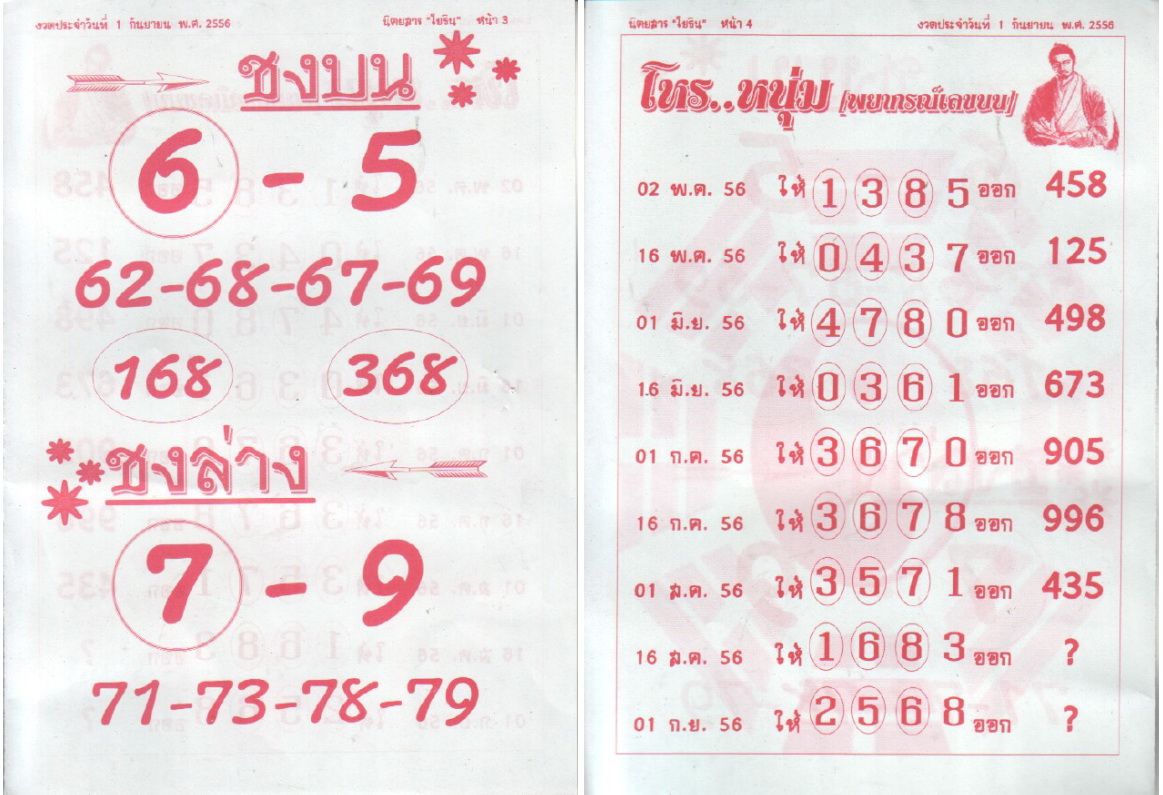 งวดประจำวันที่ 1 กันยายน พ.ศ. 2556 นิตยสาร "โยธิน" หน้า 3
ชงบน
6 - 5
62-68-67-69
168 368
ชงล่าง
7 - 9
71-73-78-79
นิตยสาร "โยธิน" หน้า 4 งวดประจำวันที่ 1 กันยายน พ.ศ. 2556
โหร..หนุ่ม [พยากรณ์เลขบน]
02 พ.ค. 56 ให้ 1 3 8 5 ออก 458
16 พ.ค. 56 ให้ 0 4 3 7 ออก 125
01 มิ.ย. 56 ให้ 4 7 8 0 ออก 498
16 มิ.ย. 56 ให้ 0 3 6 1 ออก 673
01 ก.ค. 56 ให้ 3 6 7 0 ออก 905
16 ก.ค. 56 ให้ 3 6 7 8 ออก 996
01 ส.ค. 56 ให้ 3 5 7 1 ออก 435
16 ส.ค. 56 ให้ 1 6 8 3 ออก ?
01 ก.ย. 56 ให้ 2 5 6 8 ออก ?